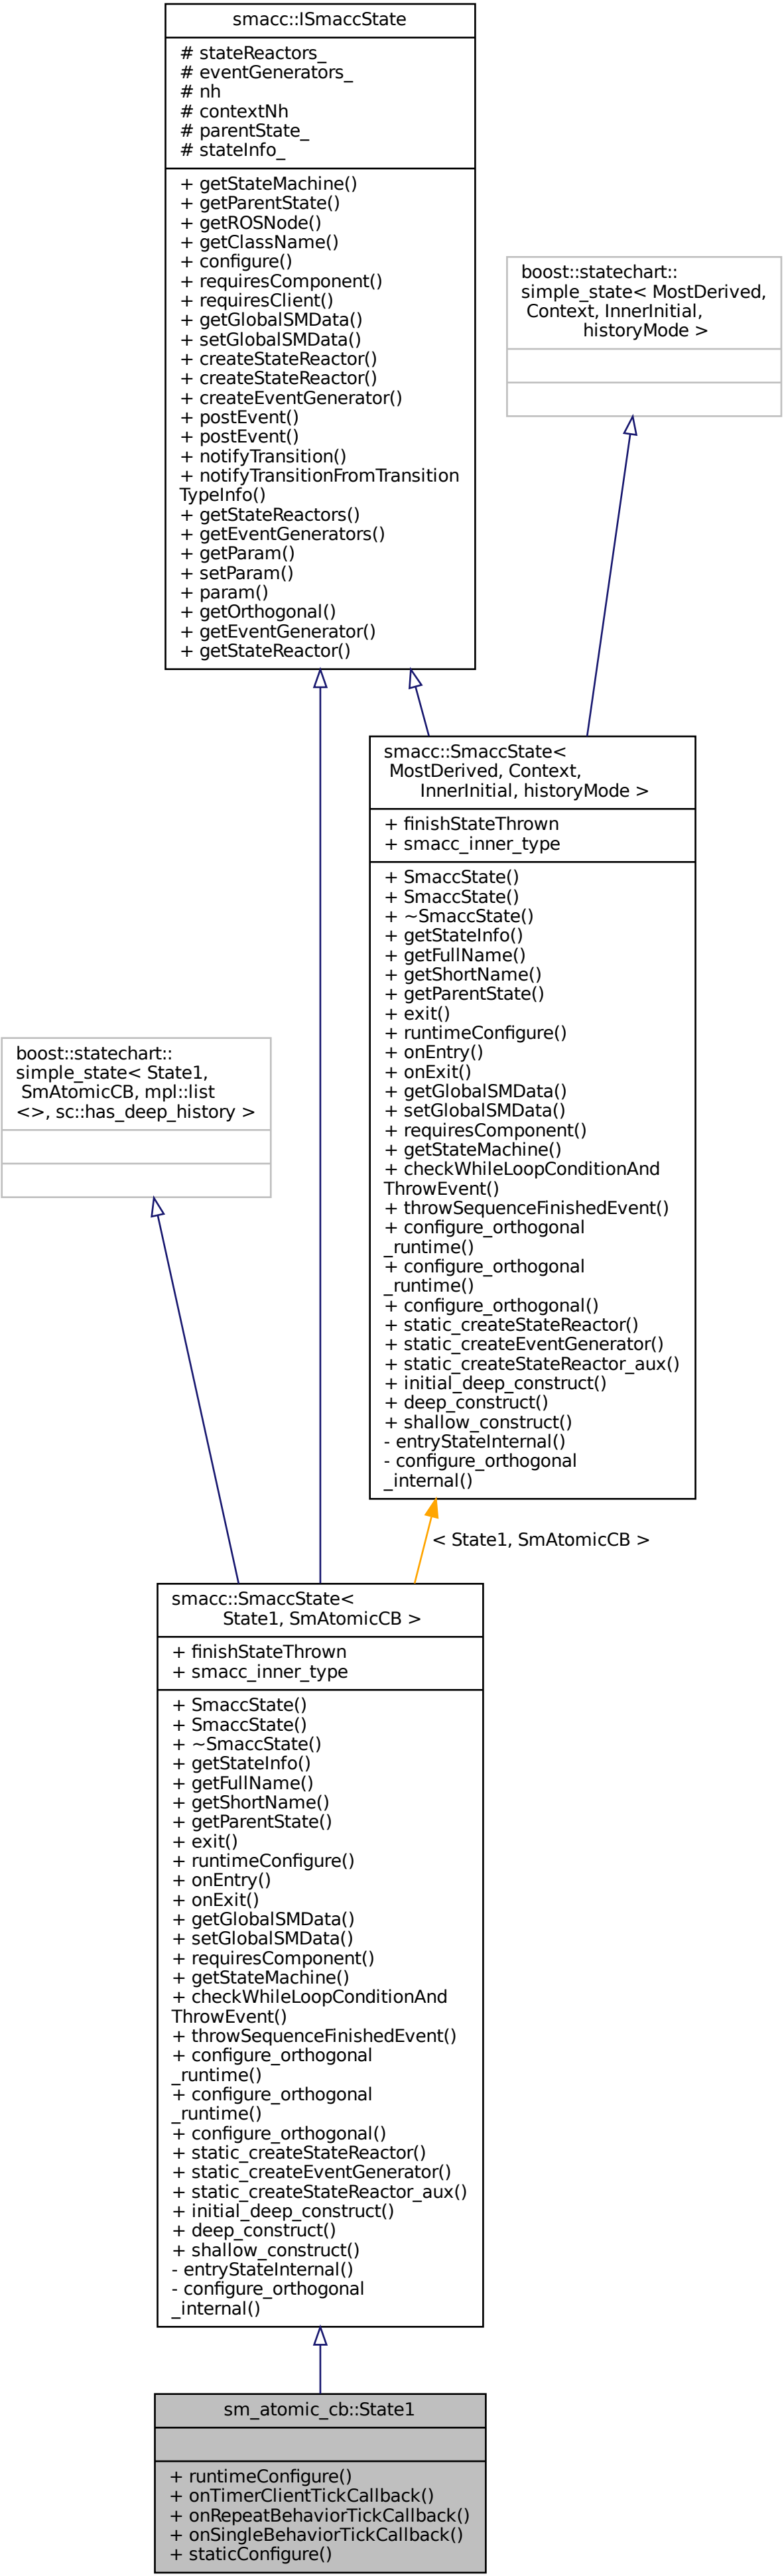 smacc::ISmaccState
# stateReactors_
# eventGenerators_
# nh
# contextNh
# parentState_
# stateInfo_
+ getStateMachine()
+ getParentState()
+ getROSNode()
+ getClassName()
+ configure()
+ requiresComponent()
+ requiresClient()
+ getGlobalSMData()
+ setGlobalSMData()
+ createStateReactor()
+ createStateReactor()
+ createEventGenerator()
+ postEvent()
+ postEvent()
+ notifyTransition()
+ notifyTransitionFromTransition
TypeInfo()
+ getStateReactors()
+ getEventGenerators()
+ getParam()
+ setParam()
+ param()
+ getOrthogonal()
+ getEventGenerator()
+ getStateReactor()
boost::statechart::
simple_state< MostDerived,
Context, InnerInitial,
historyMode >
smacc::SmaccState<
MostDerived, Context,
InnerInitial, historyMode >
+ finishStateThrown
+ smacc_inner_type
+ SmaccState()
+ SmaccState()
+ ~SmaccState()
+ getStateInfo()
+ getFullName()
+ getShortName()
+ getParentState()
+ exit()
+ runtimeConfigure()
+ onEntry()
+ onExit()
+ getGlobalSMData()
+ setGlobalSMData()
+ requiresComponent()
+ getStateMachine()
+ checkWhileLoopConditionAnd
ThrowEvent()
+ throwSequenceFinishedEvent()
+ configure_orthogonal
_runtime()
+ configure_orthogonal
_runtime()
+ configure_orthogonal()
+ static_createStateReactor()
+ static_createEventGenerator()
+ static_createStateReactor_aux()
+ initial_deep_construct()
+ deep_construct()
+ shallow_construct()
- entryStateInternal()
- configure_orthogonal
_internal()
boost::statechart::
simple_state< State1,
SmAtomicCB, mpl::list
<>, sc::has_deep_history >
< State1, SmAtomicCB >
smacc::SmaccState<
State1, SmAtomicCB >
+ finishStateThrown
+ smacc_inner_type
+ SmaccState()
+ SmaccState()
+ ~SmaccState()
+ getStateInfo()
+ getFullName()
+ getShortName()
+ getParentState()
+ exit()
+ runtimeConfigure()
+ onEntry()
+ onExit()
+ getGlobalSMData()
+ setGlobalSMData()
+ requiresComponent()
+ getStateMachine()
+ checkWhileLoopConditionAnd
ThrowEvent()
+ throwSequenceFinishedEvent()
+ configure_orthogonal
_runtime()
+ configure_orthogonal
_runtime()
+ configure_orthogonal()
+ static_createStateReactor()
+ static_createEventGenerator()
+ static_createStateReactor_aux()
+ initial_deep_construct()
+ deep_construct()
+ shallow_construct()
- entryStateInternal()
- configure_orthogonal
_internal()
sm_atomic_cb::State1
+ runtimeConfigure()
+ onTimerClientTickCallback()
+ onRepeatBehaviorTickCallback()
+ onSingleBehaviorTickCallback()
+ staticConfigure()